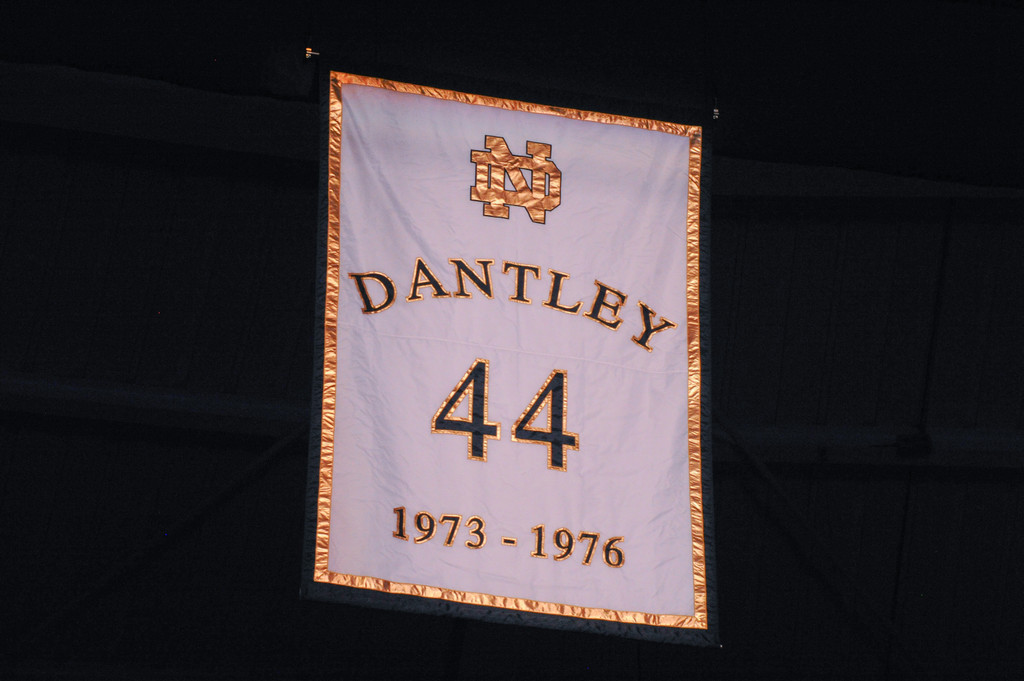 ND
DANTLEY
44
1973 - 1976